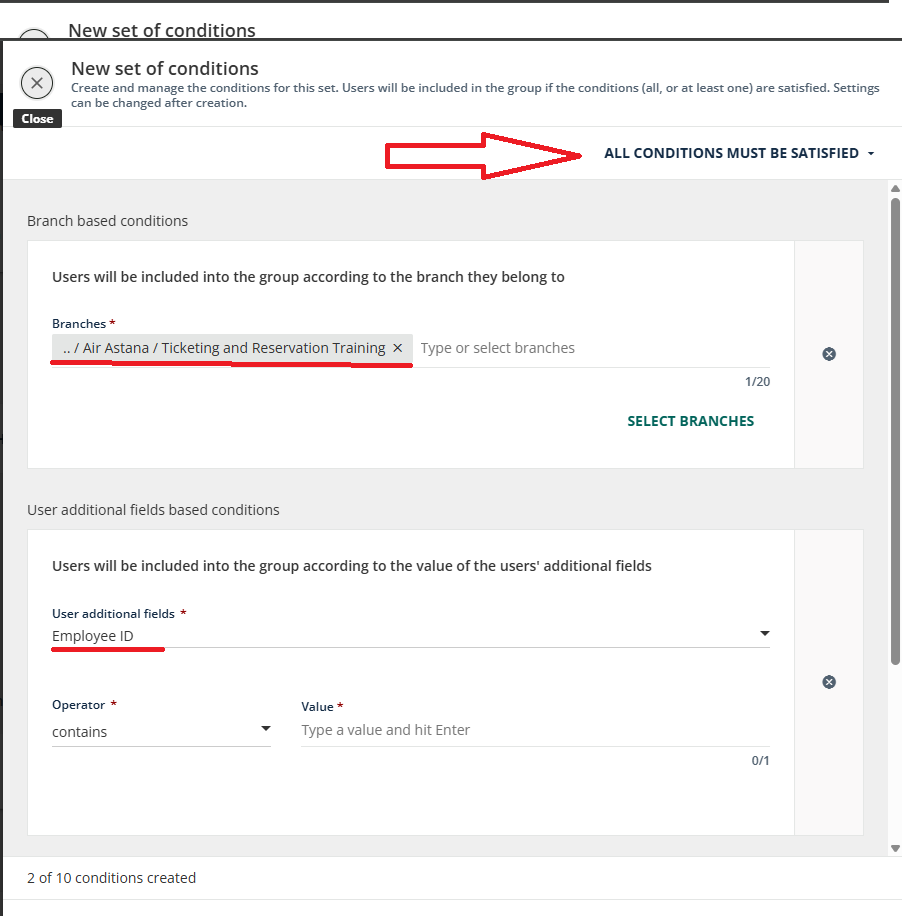 New set of conditions
New set of conditions
Create and manage the conditions for this set. Users will be included in the group if the conditions (all, or at least one) are satisfied. Settings
can be changed after creation.
Close
ALL CONDITIONS MUST BE SATISFIED
Branch based conditions
Users will be included into the group according to the branch they belong to
Branches *
.. / Air Astana / Ticketing and Reservation Training × Type or select branches
1/20
SELECT BRANCHES
User additional fields based conditions
Users will be included into the group according to the value of the users' additional fields
User additional fields *
Employee ID
Operator * Value *
contains Type a value and hit Enter
0/1
2 of 10 conditions created